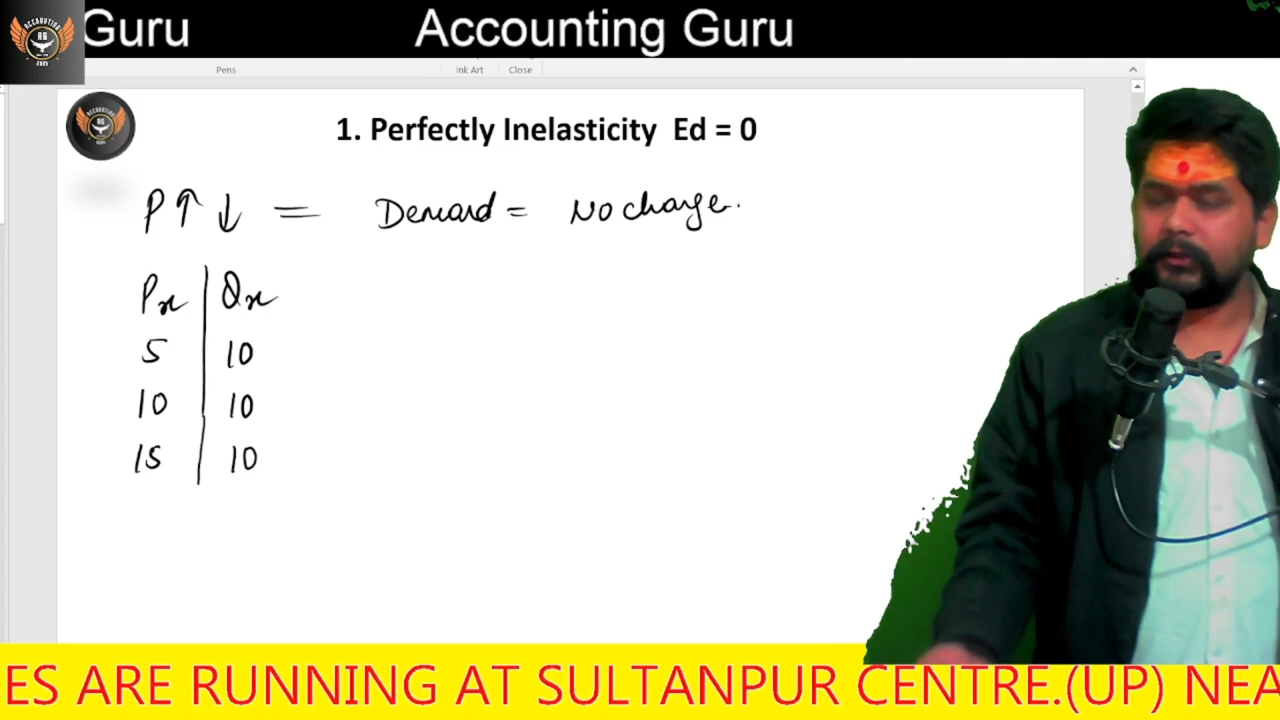 Guru Accounting Guru
Pens Ink Art Close
1. Perfectly Inelasticity Ed = 0
P↑↓ = Demand = No change.
Px | Qx
5 | 10
10 | 10
15 | 10
ES ARE RUNNING AT SULTANPUR CENTRE.(UP) NEA